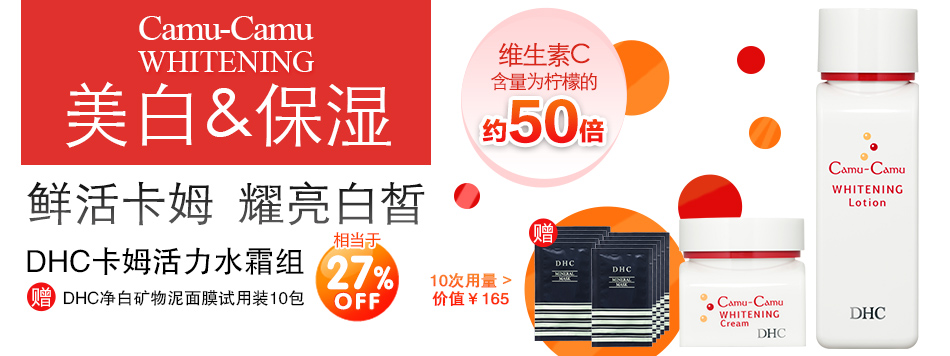 Camu-Camu
WHITENING
美白&保湿
鲜活卡姆 耀亮白皙
DHC卡姆活力水霜组
赠 DHC净白矿物泥面膜试用装10包
相当于
27%
OFF
维生素C
含量为柠檬的
约50倍
赠
10次用量 >
价值￥165
DHC
MINERAL
MASK
DHC
MINERAL
MASK
Camu-Camu
WHITENING
Cream
DHC
Camu-Camu
WHITENING
Lotion
DHC